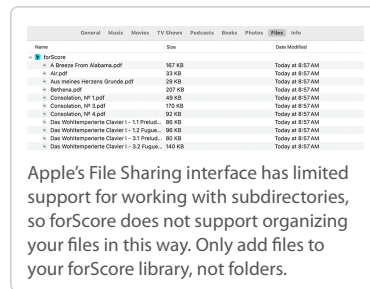 General Music Movies TV Shows Podcasts Books Photos Files Info
Name Size Date Modified
forScore
A Breeze From Alabama.pdf 167 KB Today at 8:57 AM
Air.pdf 33 KB Today at 8:57 AM
Aus meines Herzens Grunde.pdf 29 KB Today at 8:57 AM
Bethena.pdf 207 KB Today at 8:57 AM
Consolation, Nº 1.pdf 49 KB Today at 8:57 AM
Consolation, Nº 3.pdf 170 KB Today at 8:57 AM
Consolation, Nº 4.pdf 92 KB Today at 8:57 AM
Das Wohltemperierte Clavier I - 1.1 Prelud... 86 KB Today at 8:57 AM
Das Wohltemperierte Clavier I - 1.2 Fugue... 96 KB Today at 8:57 AM
Das Wohltemperierte Clavier I - 3.1 Prelud... 80 KB Today at 8:57 AM
Das Wohltemperierte Clavier I - 3.2 Fugue... 140 KB Today at 8:57 AM
Apple’s File Sharing interface has limited
support for working with subdirectories,
so forScore does not support organizing
your files in this way. Only add files to
your forScore library, not folders.